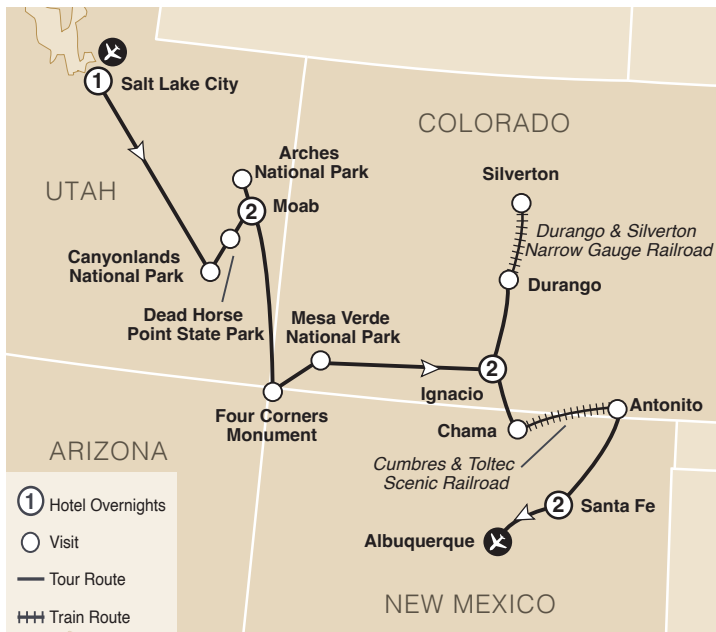 1
Salt Lake City
COLORADO
UTAH
Arches
National Park
2
Moab
Silverton
Durango & Silverton
Narrow Gauge Railroad
Canyonlands
National Park
Durango
Dead Horse
Point State Park
Mesa Verde
National Park
2
Ignacio
Four Corners
Monument
Chama
Antonito
Cumbres & Toltec
Scenic Railroad
ARIZONA
2
Santa Fe
Albuquerque
NEW MEXICO
1 Hotel Overnights
Visit
Tour Route
Train Route